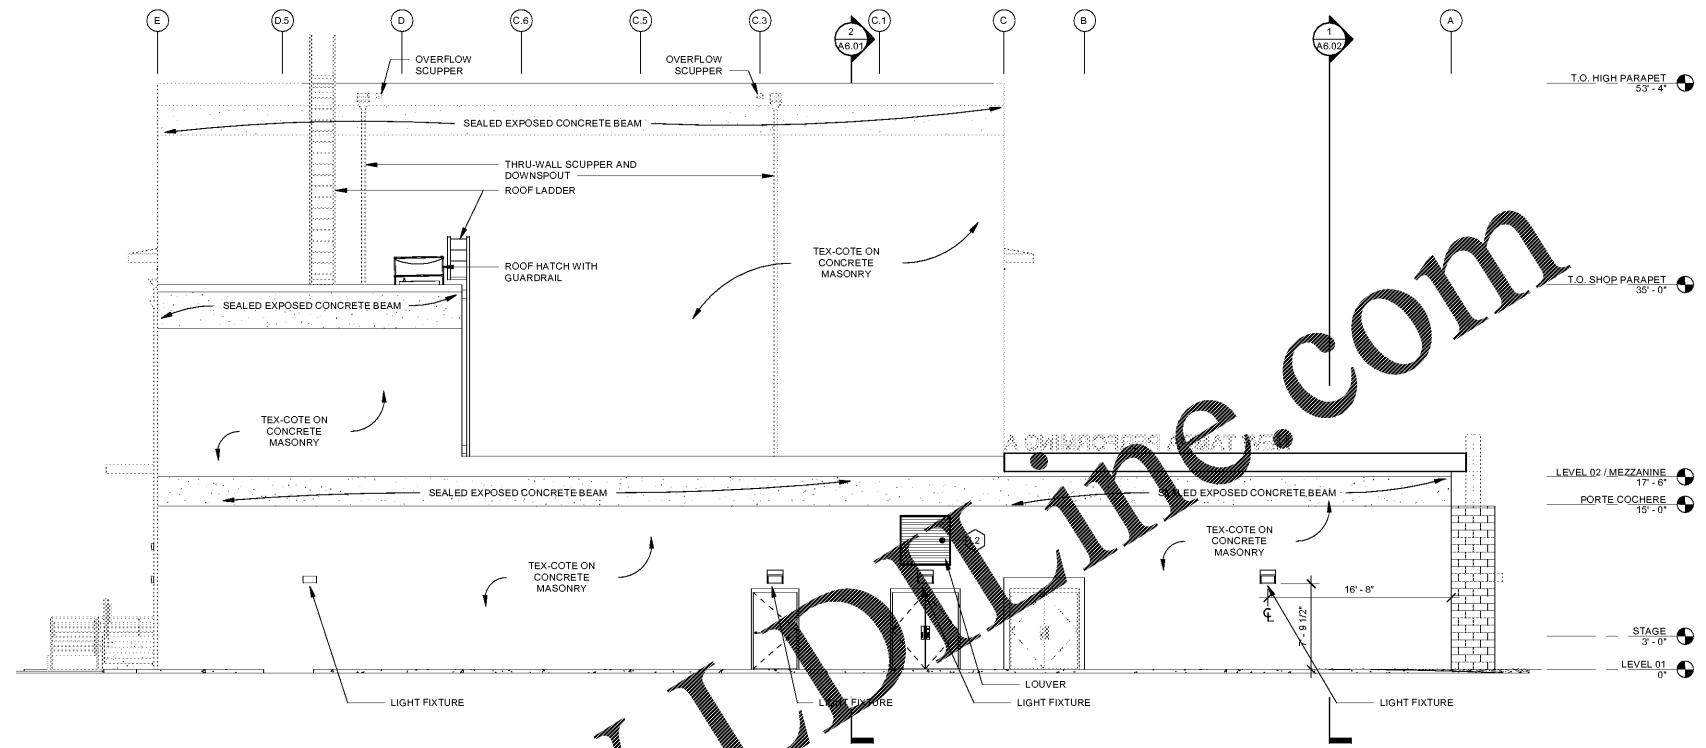 E
D.5
D
C.6
C.5
C.3
C.1
C
B
A
2
A6.01
1
A6.02
OVERFLOW
SCUPPER
OVERFLOW
SCUPPER
T.O. HIGH PARAPET
53' - 4"
SEALED EXPOSED CONCRETE BEAM
THRU-WALL SCUPPER AND
DOWNSPOUT
ROOF LADDER
TEX-COTE ON
CONCRETE
MASONRY
ROOF HATCH WITH
GUARDRAIL
T.O. SHOP PARAPET
35' - 0"
SEALED EXPOSED CONCRETE BEAM
TEX-COTE ON
CONCRETE
MASONRY
LEVEL 02 / MEZZANINE
17' - 6"
SEALED EXPOSED CONCRETE BEAM
SEALED EXPOSED CONCRETE BEAM
PORTE COCHERE
15' - 0"
TEX-COTE ON
CONCRETE
MASONRY
TEX-COTE ON
CONCRETE
MASONRY
16' - 8"
7' - 9 1/2"
STAGE
3' - 0"
LEVEL 01
0"
LOUVER
LIGHT FIXTURE
LIGHT FIXTURE
LIGHT FIXTURE
LIGHT FIXTURE
LDILine.com